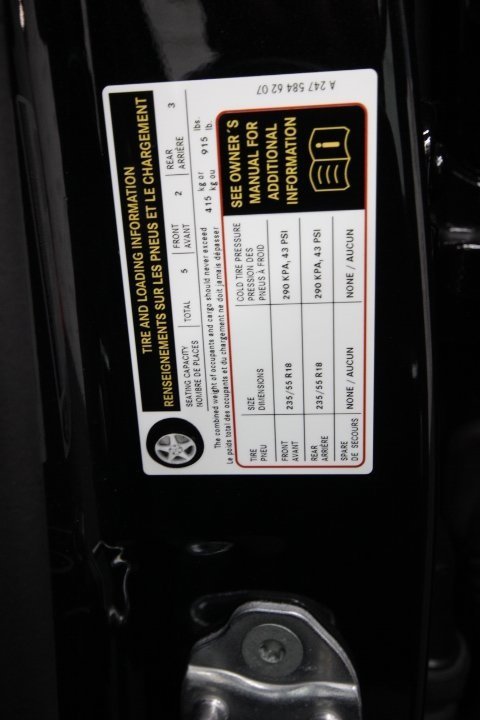 TIRE AND LOADING INFORMATION
RENSEIGNEMENTS SUR LES PNEUS ET LE CHARGEMENT
SEATING CAPACITY TOTAL 5 FRONT 2 REAR 3
NOMBRE DE PLACES AVANT ARRIÈRE
The combined weight of occupants and cargo should never exceed 415 kg or 915 lbs.
Le poids total des occupants et du chargement ne doit jamais dépasser kg ou lb.
TIRE SIZE COLD TIRE PRESSURE
PNEU DIMENSIONS PRESSION DES
PNEUS À FROID
FRONT 235/55 R18 290 KPA, 43 PSI
AVANT
REAR 235/55 R18 290 KPA, 43 PSI
ARRIÈRE
SPARE NONE / AUCUN NONE / AUCUN
DE SECOURS
SEE OWNER'S
MANUAL FOR
ADDITIONAL
INFORMATION
i
A 247 584 62 07